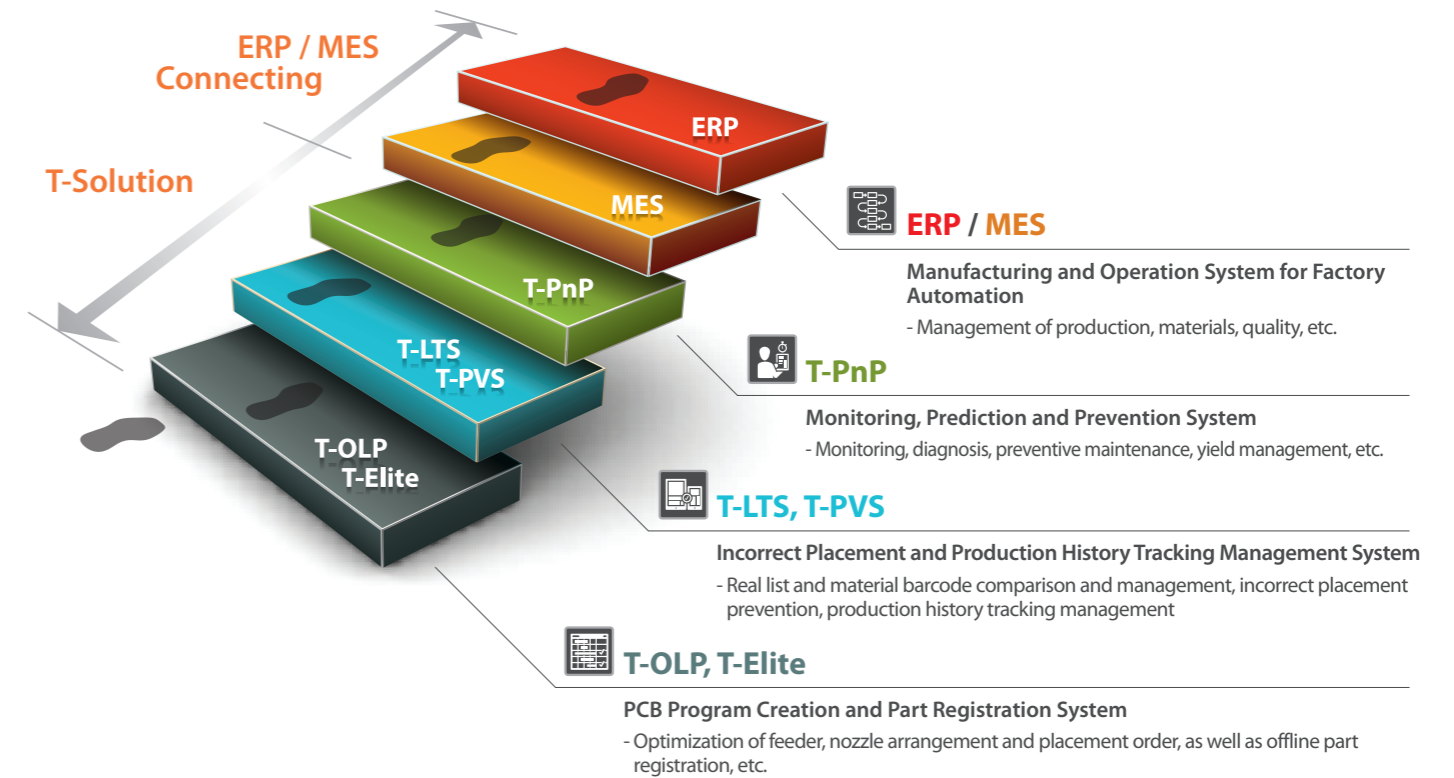 ERP / MES
Connecting
T-Solution
ERP
MES
T-PnP
T-LTS
T-PVS
T-OLP
T-Elite
ERP / MES
Manufacturing and Operation System for Factory
Automation
- Management of production, materials, quality, etc.
T-PnP
Monitoring, Prediction and Prevention System
- Monitoring, diagnosis, preventive maintenance, yield management, etc.
T-LTS, T-PVS
Incorrect Placement and Production History Tracking Management System
- Real list and material barcode comparison and management, incorrect placement
prevention, production history tracking management
T-OLP, T-Elite
PCB Program Creation and Part Registration System
- Optimization of feeder, nozzle arrangement and placement order, as well as offline part
registration, etc.